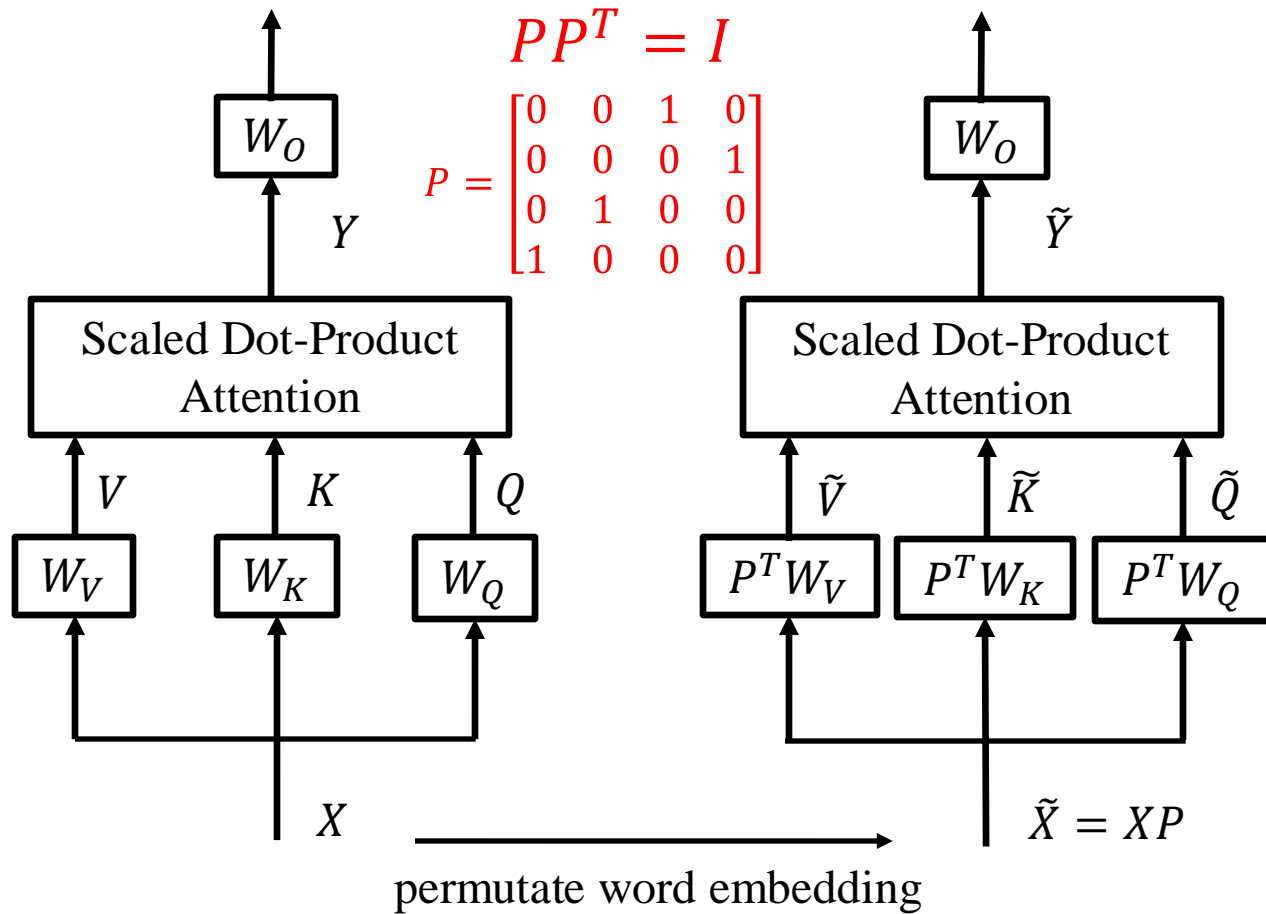 PP^T = I
P = [0 0 1 0
0 0 0 1
0 1 0 0
1 0 0 0]
W_O
Y
Scaled Dot-Product
Attention
V K Q
W_V W_K W_Q
X
W_O
Ỹ
Scaled Dot-Product
Attention
Ṽ K̃ Q̃
P^T W_V P^T W_K P^T W_Q
X̃ = XP
permutate word embedding